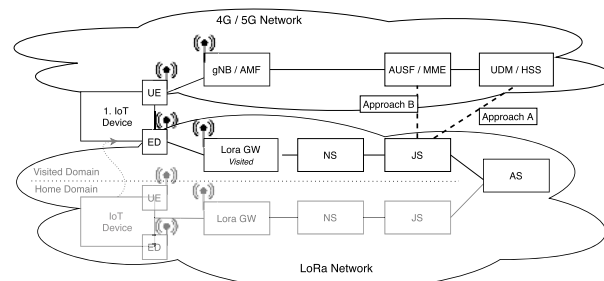 4G / 5G Network
gNB / AMF
AUSF / MME
UDM / HSS
UE
1. IoT
Device
Approach B
Approach A
ED
Lora GW
Visited
NS
JS
AS
Visited Domain
Home Domain
UE
IoT
Device
Lora GW
NS
JS
ED
LoRa Network